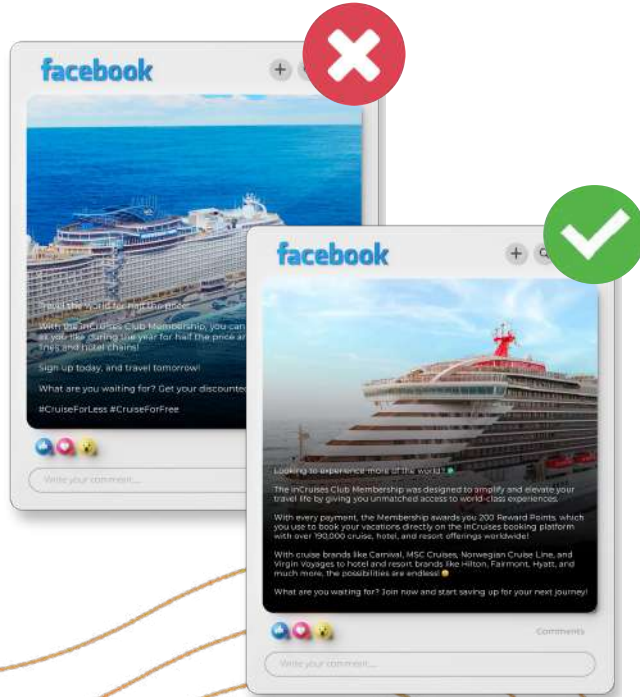 facebook
Travel the world for half the price!
With the inCruises Club Membership, you can
as you like during the year for half the price
lines and hotel chains!
Sign up today, and travel tomorrow!
What are you waiting for? Get your discounted
#CruiseForLess #CruiseForFree
Write your comment...
facebook
Looking to experience more of the world?
The inCruises Club Membership was designed to amplify and elevate your
travel life by giving you unmatched access to world-class experiences.
With every payment, the Membership awards you 200 Reward Points, which
you use to book your vacations directly on the inCruises booking platform
with over 190,000 cruise, hotel, and resort offerings worldwide!
With cruise brands like Carnival, MSC Cruises, Norwegian Cruise Line, and
Virgin Voyages to hotel and resort brands like Hilton, Fairmont, Hyatt, and
much more, the possibilities are endless!
What are you waiting for? Join now and start saving up for your next journey!
Comments
Write your comment...